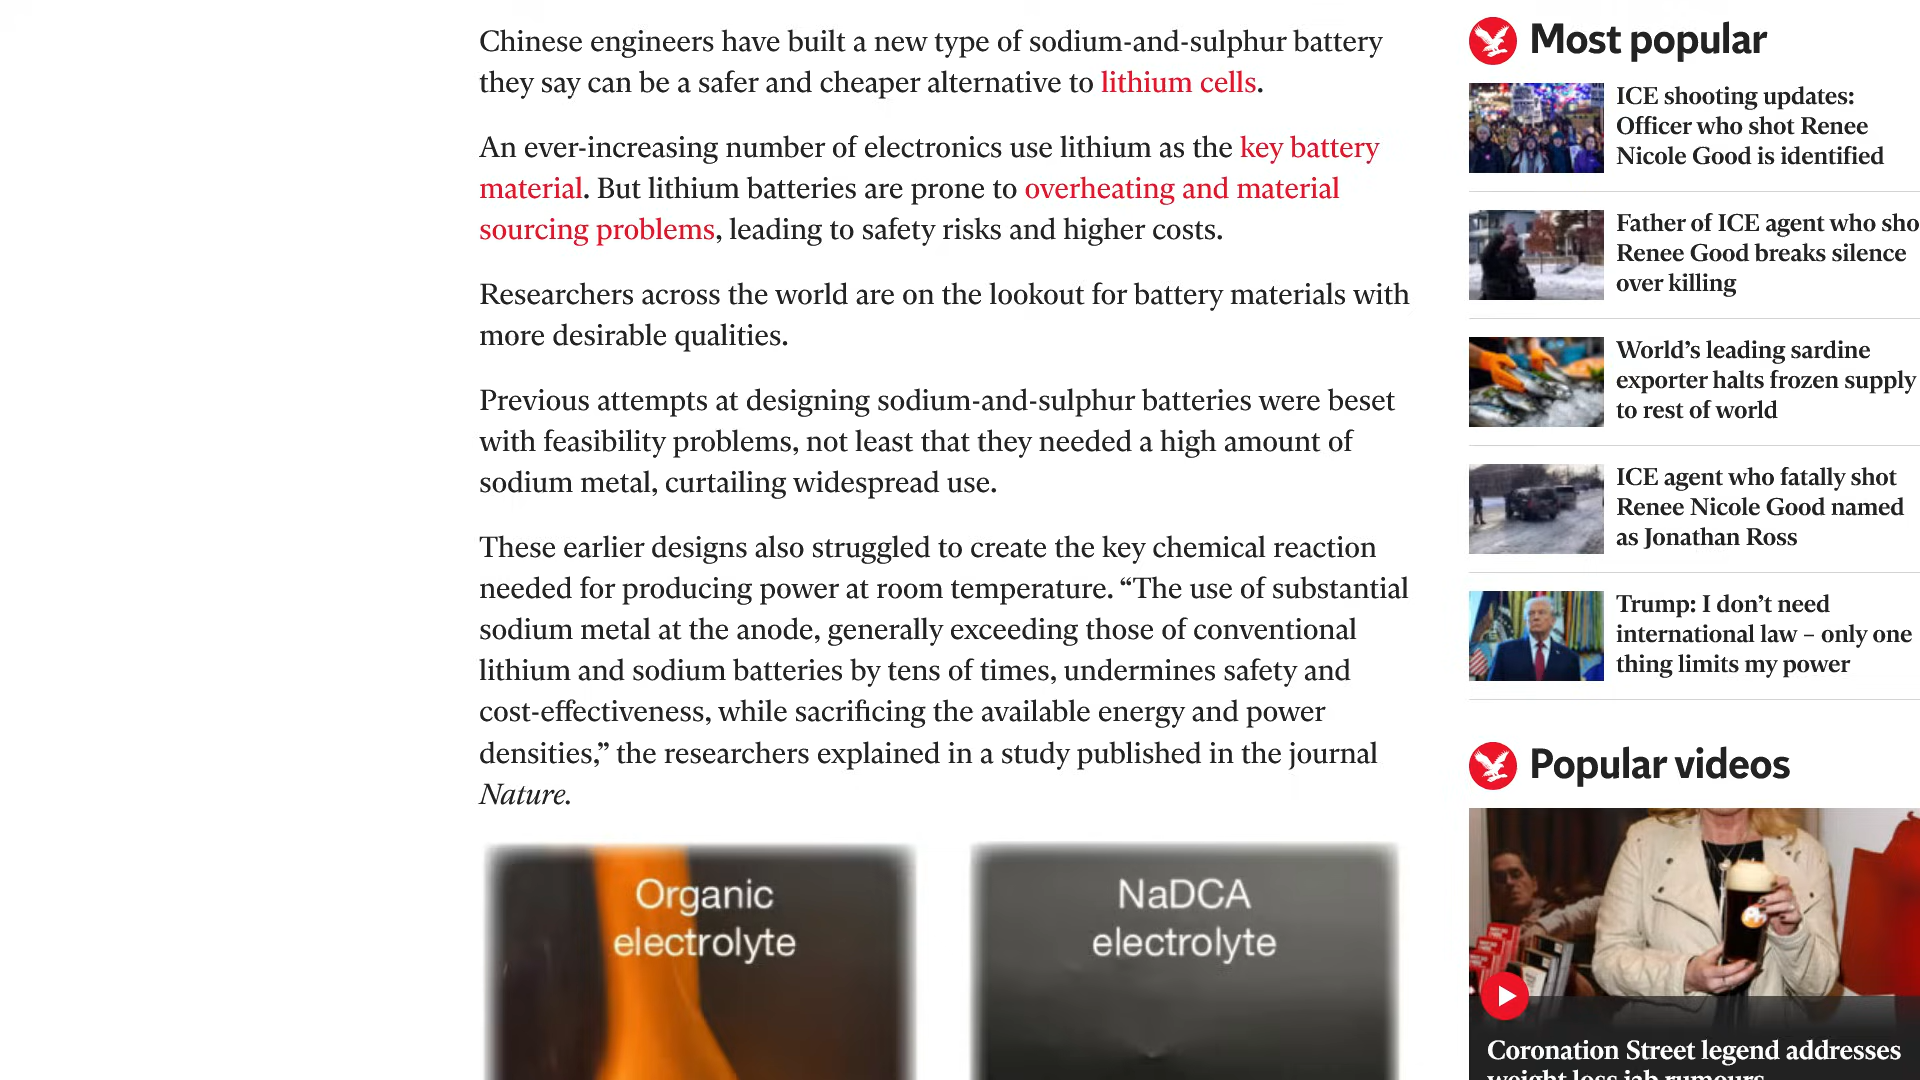 Chinese engineers have built a new type of sodium-and-sulphur battery
they say can be a safer and cheaper alternative to lithium cells.
An ever-increasing number of electronics use lithium as the key battery
material. But lithium batteries are prone to overheating and material
sourcing problems, leading to safety risks and higher costs.
Researchers across the world are on the lookout for battery materials with
more desirable qualities.
Previous attempts at designing sodium-and-sulphur batteries were beset
with feasibility problems, not least that they needed a high amount of
sodium metal, curtailing widespread use.
These earlier designs also struggled to create the key chemical reaction
needed for producing power at room temperature. “The use of substantial
sodium metal at the anode, generally exceeding those of conventional
lithium and sodium batteries by tens of times, undermines safety and
cost-effectiveness, while sacrificing the available energy and power
densities,” the researchers explained in a study published in the journal
Nature.
Organic
electrolyte
NaDCA
electrolyte
Most popular
ICE shooting updates:
Officer who shot Renee
Nicole Good is identified
Father of ICE agent who sho
Renee Good breaks silence
over killing
World’s leading sardine
exporter halts frozen supply
to rest of world
ICE agent who fatally shot
Renee Nicole Good named
as Jonathan Ross
Trump: I don’t need
international law – only one
thing limits my power
Popular videos
Coronation Street legend addresses
weight loss jab rumours